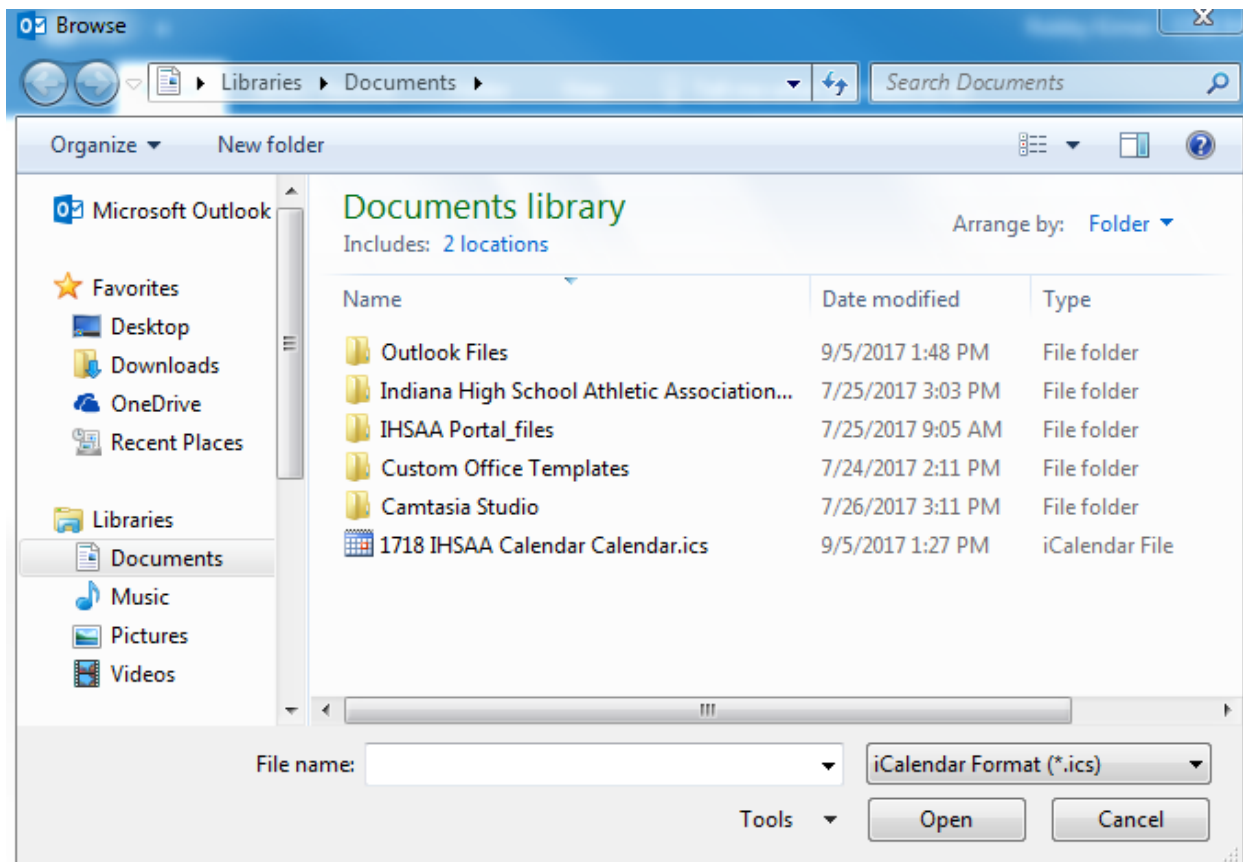 Browse
Libraries Documents
Search Documents
Organize New folder
Microsoft Outlook
Favorites
Desktop
Downloads
OneDrive
Recent Places
Libraries
Documents
Music
Pictures
Videos
Documents library
Includes: 2 locations
Arrange by: Folder
Name Date modified Type
Outlook Files 9/5/2017 1:48 PM File folder
Indiana High School Athletic Association... 7/25/2017 3:03 PM File folder
IHSAA Portal_files 7/25/2017 9:05 AM File folder
Custom Office Templates 7/24/2017 2:11 PM File folder
Camtasia Studio 7/26/2017 3:11 PM File folder
1718 IHSAA Calendar Calendar.ics 9/5/2017 1:27 PM iCalendar File
File name: iCalendar Format (*.ics)
Tools Open Cancel